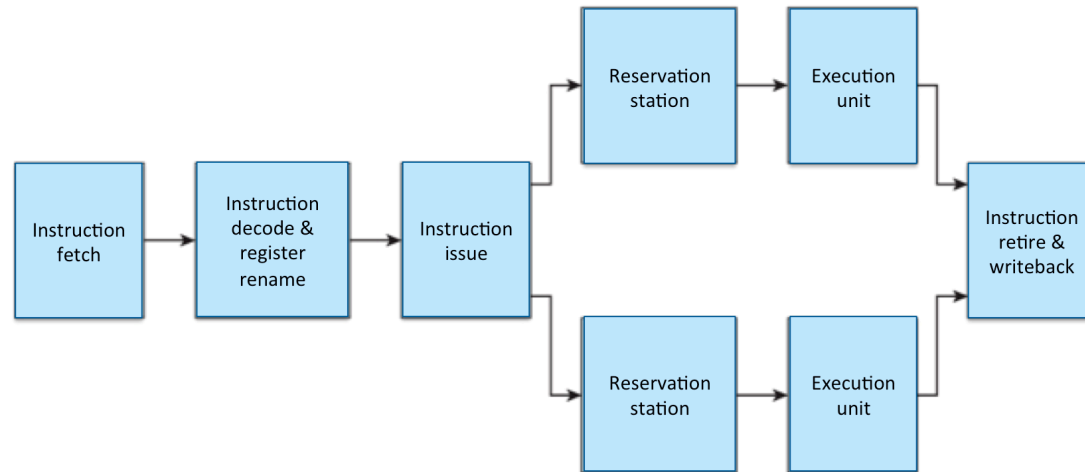 Reservation
station
Execution
unit
Instruction
fetch
Instruction
decode &
register
rename
Instruction
issue
Instruction
retire &
writeback
Reservation
station
Execution
unit